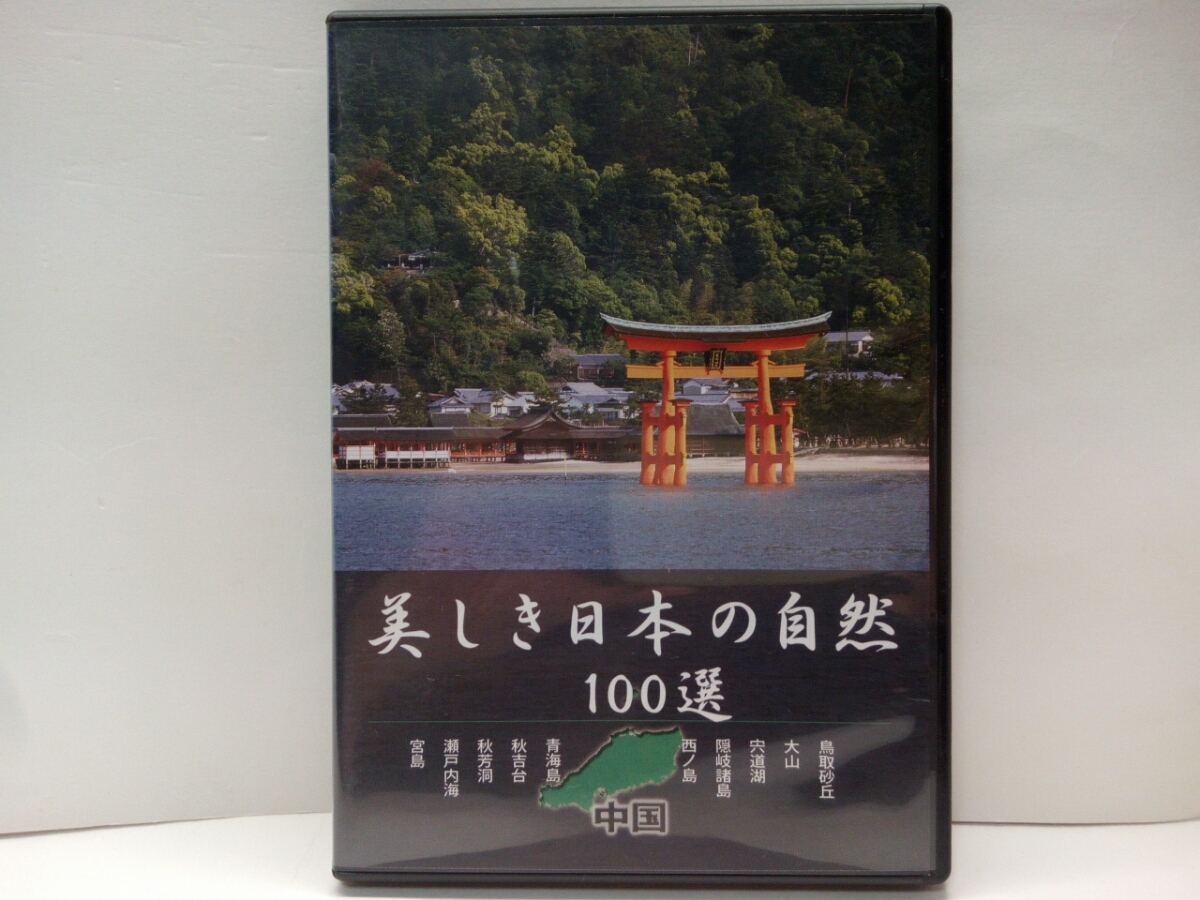 美しき日本の自然
100選
鳥取砂丘
大山
宍道湖
隠岐諸島
西ノ島
青海島
秋吉台
秋芳洞
瀬戸内海
宮島
中国